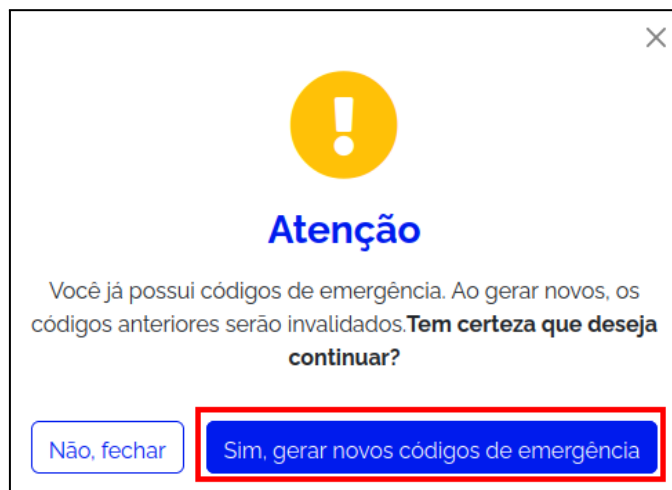 Atenção
Você já possui códigos de emergência. Ao gerar novos, os
códigos anteriores serão invalidados.Tem certeza que deseja
continuar?
Não, fechar
Sim, gerar novos códigos de emergência